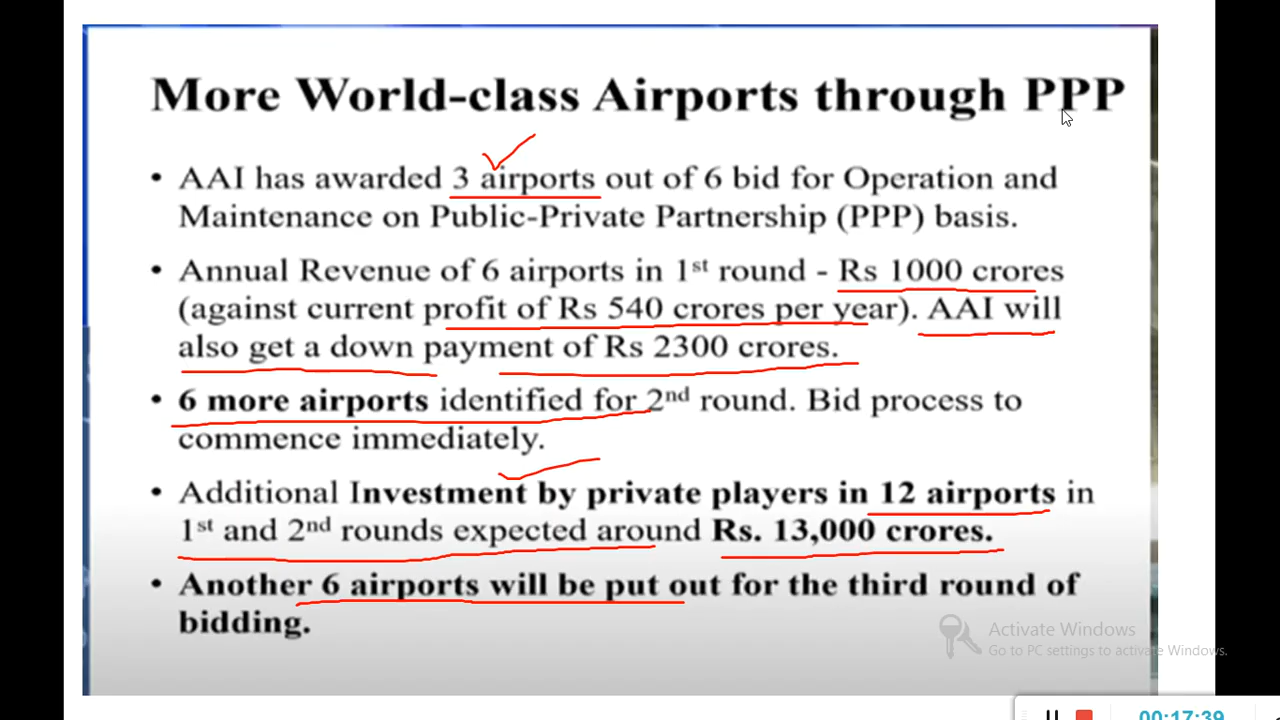 More World-class Airports through PPP
• AAI has awarded 3 airports out of 6 bid for Operation and
Maintenance on Public-Private Partnership (PPP) basis.
• Annual Revenue of 6 airports in 1st round - Rs 1000 crores
(against current profit of Rs 540 crores per year). AAI will
also get a down payment of Rs 2300 crores.
• 6 more airports identified for 2nd round. Bid process to
commence immediately.
• Additional Investment by private players in 12 airports in
1st and 2nd rounds expected around Rs. 13,000 crores.
• Another 6 airports will be put out for the third round of
bidding.
Activate Windows
Go to PC settings to activate Windows.
00:17:39